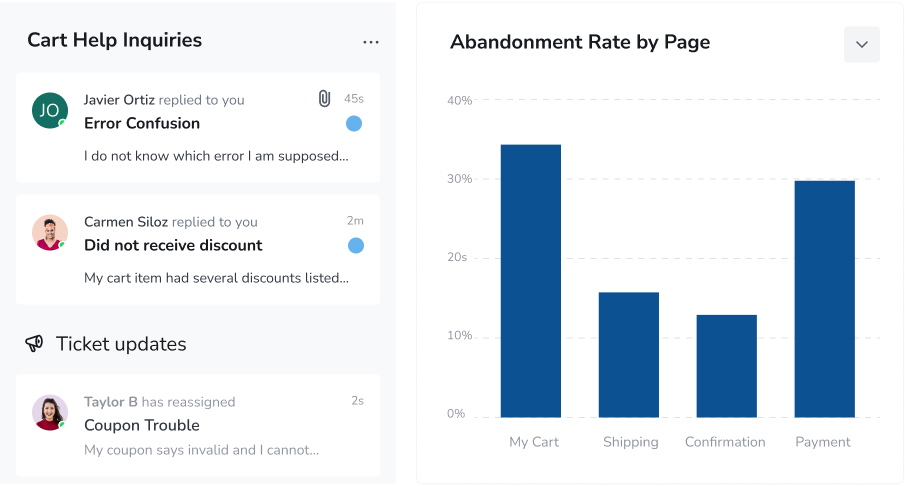 Cart Help Inquiries
JO
Javier Ortiz replied to you
45s
Error Confusion
I do not know which error I am supposed...
Carmen Siloz replied to you
2m
Did not receive discount
My cart item had several discounts listed...
Ticket updates
Taylor B has reassigned
2s
Coupon Trouble
My coupon says invalid and I cannot...
Abandonment Rate by Page
40%
30%
20s
10%
0%
My Cart
Shipping
Confirmation
Payment